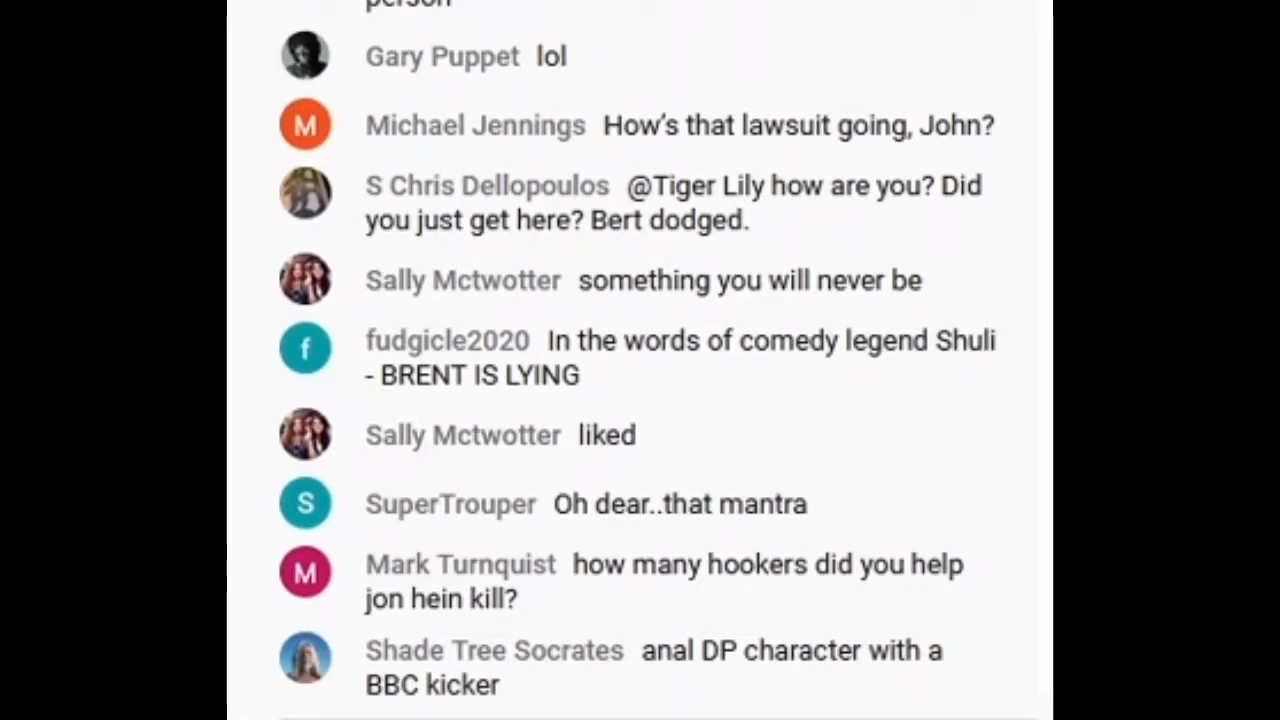 person
Gary Puppet lol
M Michael Jennings How's that lawsuit going, John?
S Chris Dellopoulos @Tiger Lily how are you? Did
you just get here? Bert dodged.
Sally Mctwotter something you will never be
f fudgicle2020 In the words of comedy legend Shuli
- BRENT IS LYING
Sally Mctwotter liked
S SuperTrouper Oh dear..that mantra
M Mark Turnquist how many hookers did you help
jon hein kill?
Shade Tree Socrates anal DP character with a
BBC kicker